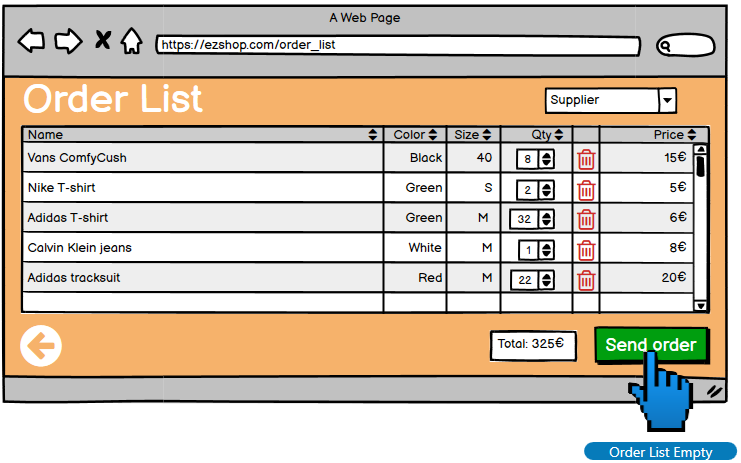 A Web Page
https://ezshop.com/order_list
Order List
Supplier
Name Color Size Qty Price
Vans ComfyCush Black 40 8 15€
Nike T-shirt Green S 2 5€
Adidas T-shirt Green M 32 6€
Calvin Klein jeans White M 1 8€
Adidas tracksuit Red M 22 20€
Total: 325€
Send order
Order List Empty